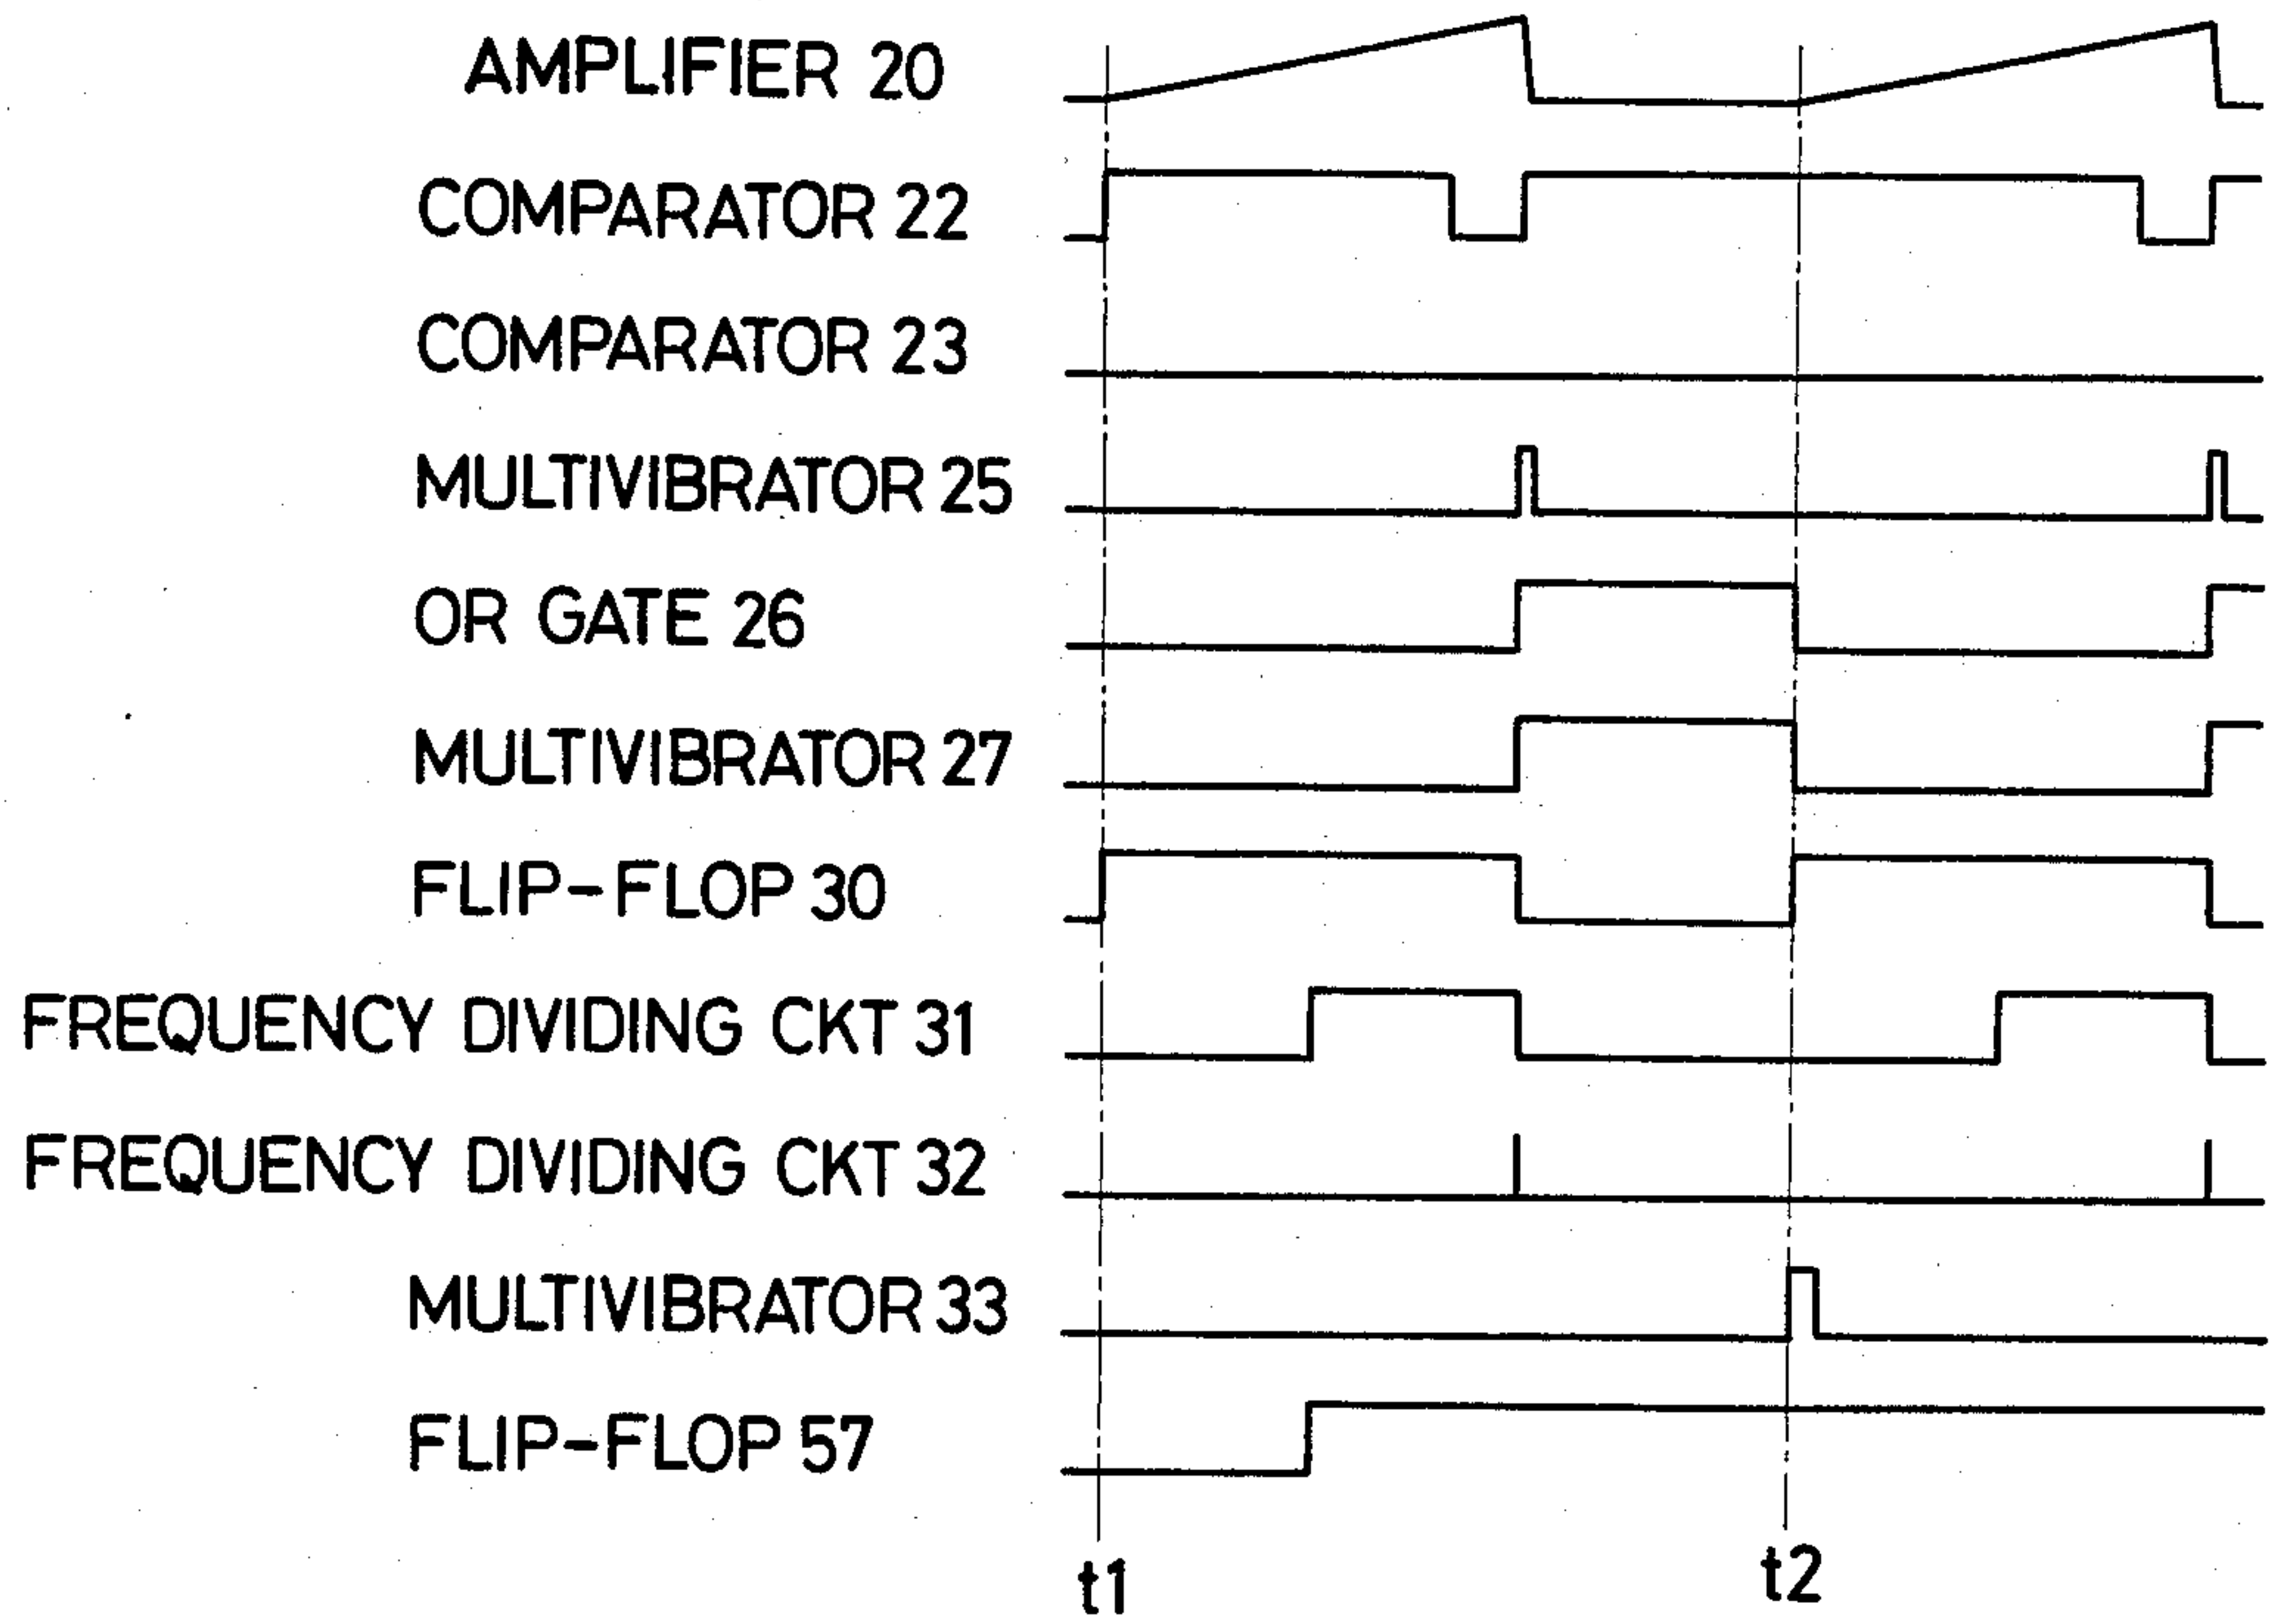 AMPLIFIER 20
COMPARATOR 22
COMPARATOR 23
MULTIVIBRATOR 25
OR GATE 26
MULTIVIBRATOR 27
FLIP-FLOP 30
FREQUENCY DIVIDING CKT 31
FREQUENCY DIVIDING CKT 32
MULTIVIBRATOR 33
FLIP-FLOP 57
t1 t2